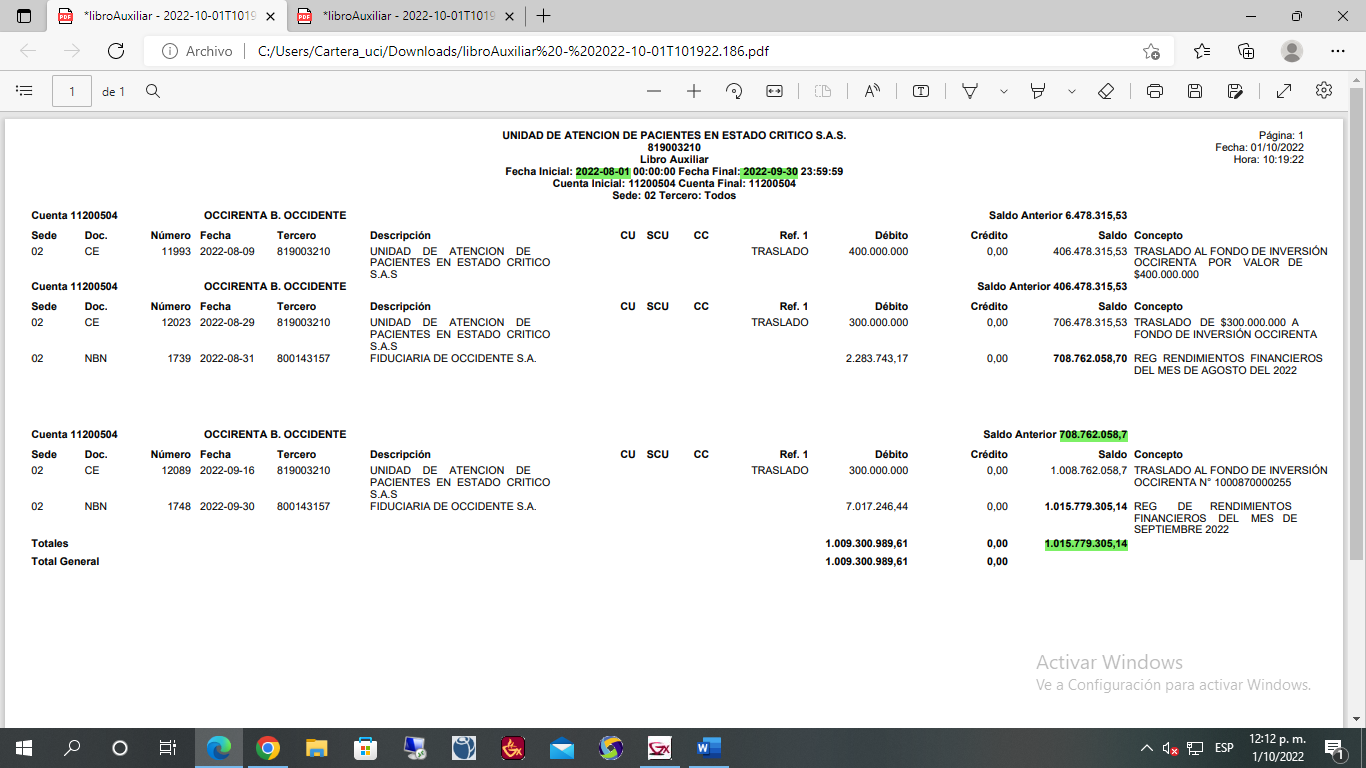 *libroAuxiliar - 2022-10-01T1019
*libroAuxiliar - 2022-10-01T1019
Archivo C:/Users/Cartera_uci/Downloads/libroAuxiliar%20-%202022-10-01T101922.186.pdf
1 de 1
UNIDAD DE ATENCION DE PACIENTES EN ESTADO CRITICO S.A.S. Página: 1
819003210 Fecha: 01/10/2022
Libro Auxiliar Hora: 10:19:22
Fecha Inicial: 2022-08-01 00:00:00 Fecha Final: 2022-09-30 23:59:59
Cuenta Inicial: 11200504 Cuenta Final: 11200504
Sede: 02 Tercero: Todos
Cuenta 11200504 OCCIRENTA B. OCCIDENTE Saldo Anterior 6.478.315,53
Sede Doc. Número Fecha Tercero Descripción CU SCU CC Ref. 1 Débito Crédito Saldo Concepto
02 CE 11993 2022-08-09 819003210 UNIDAD DE ATENCION DE TRASLADO 400.000.000 0,00 406.478.315,53 TRASLADO AL FONDO DE INVERSIÓN
PACIENTES EN ESTADO CRITICO OCCIRENTA POR VALOR DE
S.A.S $400.000.000
Cuenta 11200504 OCCIRENTA B. OCCIDENTE Saldo Anterior 406.478.315,53
Sede Doc. Número Fecha Tercero Descripción CU SCU CC Ref. 1 Débito Crédito Saldo Concepto
02 CE 12023 2022-08-29 819003210 UNIDAD DE ATENCION DE TRASLADO 300.000.000 0,00 706.478.315,53 TRASLADO DE $300.000.000 A
PACIENTES EN ESTADO CRITICO FONDO DE INVERSIÓN OCCIRENTA
S.A.S
02 NBN 1739 2022-08-31 800143157 FIDUCIARIA DE OCCIDENTE S.A. 2.283.743,17 0,00 708.762.058,70 REG RENDIMIENTOS FINANCIEROS
DEL MES DE AGOSTO DEL 2022
Cuenta 11200504 OCCIRENTA B. OCCIDENTE Saldo Anterior 708.762.058,7
Sede Doc. Número Fecha Tercero Descripción CU SCU CC Ref. 1 Débito Crédito Saldo Concepto
02 CE 12089 2022-09-16 819003210 UNIDAD DE ATENCION DE TRASLADO 300.000.000 0,00 1.008.762.058,7 TRASLADO AL FONDO DE INVERSIÓN
PACIENTES EN ESTADO CRITICO OCCIRENTA N° 1000870000255
S.A.S
02 NBN 1748 2022-09-30 800143157 FIDUCIARIA DE OCCIDENTE S.A. 7.017.246,44 0,00 1.015.779.305,14 REG DE RENDIMIENTOS
FINANCIEROS DEL MES DE
SEPTIEMBRE 2022
Totales 1.009.300.989,61 0,00 1.015.779.305,14
Total General 1.009.300.989,61 0,00
Activar Windows
Ve a Configuración para activar Windows.
ESP 12:12 p. m.
1/10/2022
1